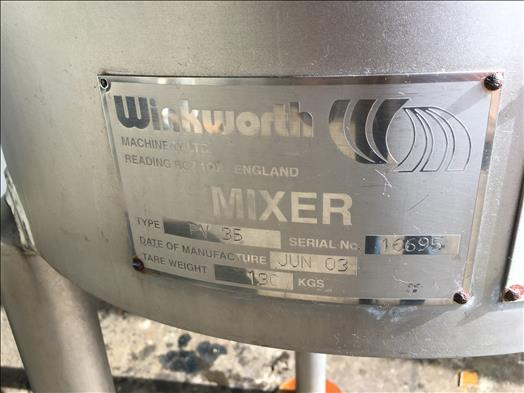 Winkworth
MACHINERY LTD.
READING ENGLAND
MIXER
TYPE 35 SERIAL No. 16695
DATE OF MANUFACTURE JUN 03
TARE WEIGHT KGS